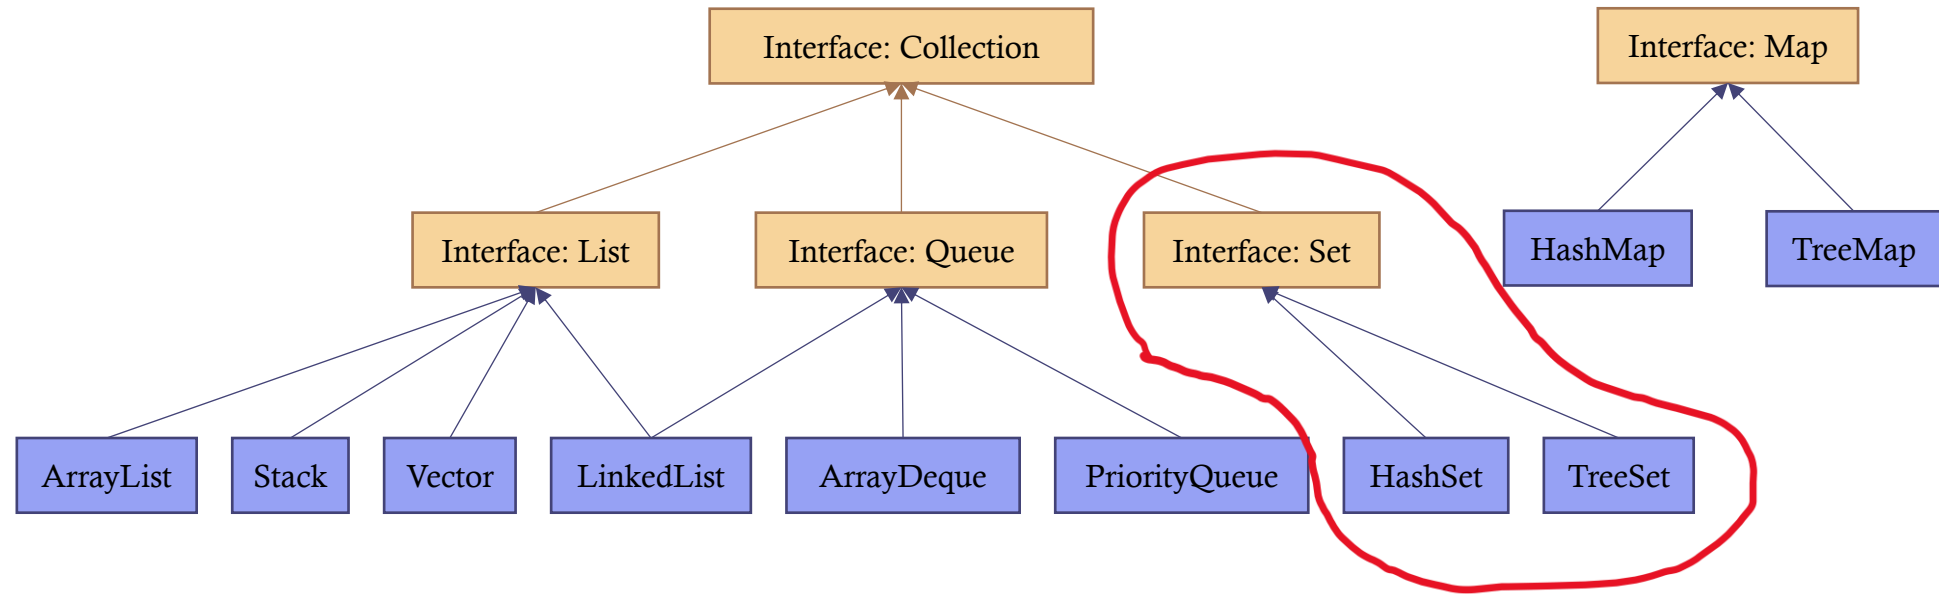 Interface: Collection
Interface: Map
Interface: List
Interface: Queue
Interface: Set
HashMap
TreeMap
ArrayList
Stack
Vector
LinkedList
ArrayDeque
PriorityQueue
HashSet
TreeSet